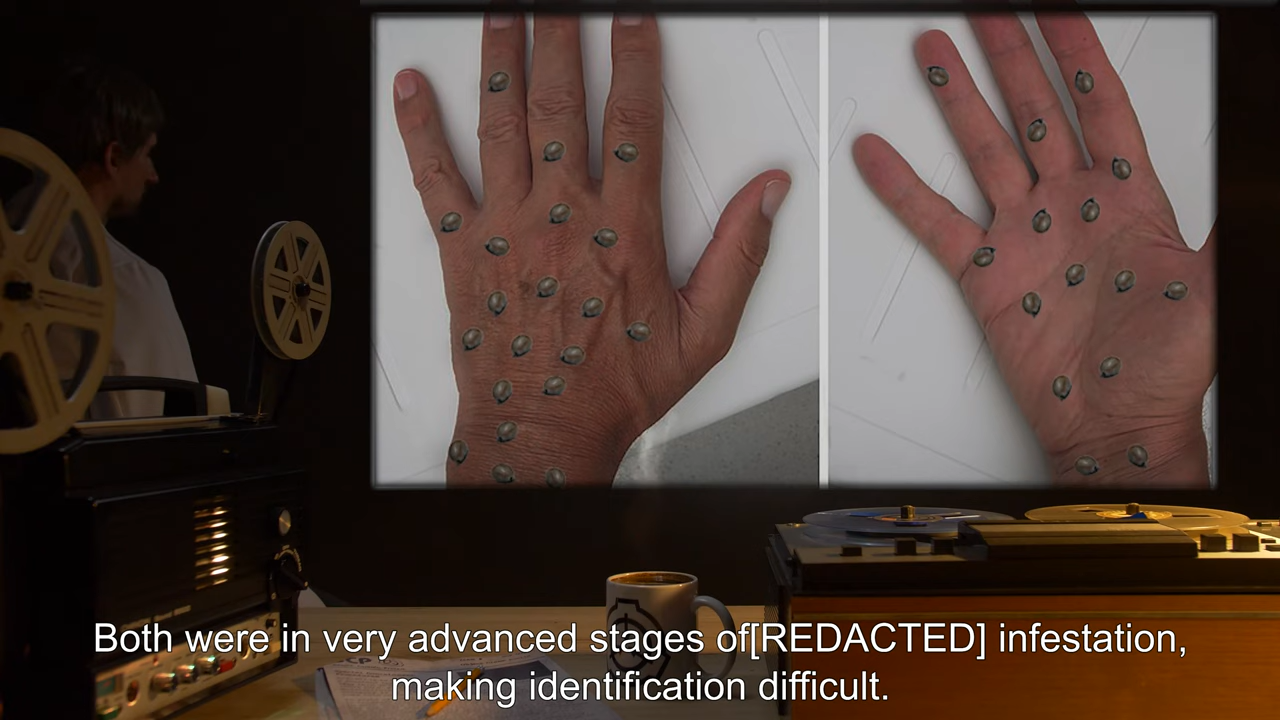 Both were in very advanced stages of[REDACTED] infestation,
making identification difficult.